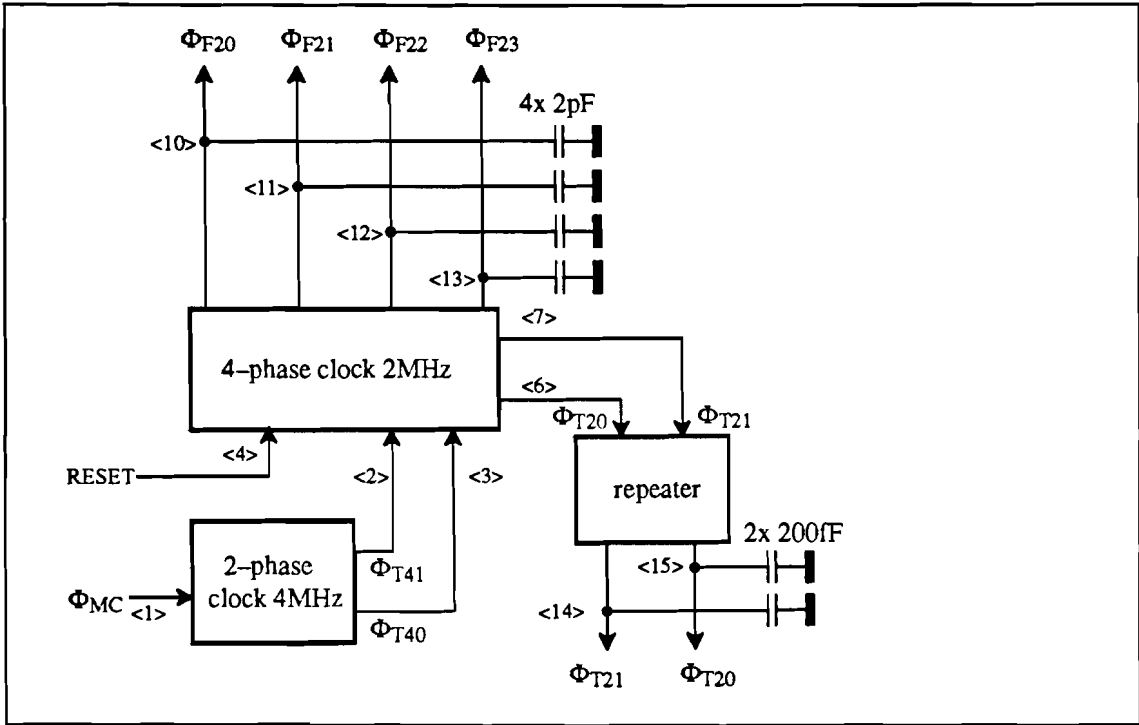 ΦF20 ΦF21 ΦF22 ΦF23
4x 2pF
<10>
<11>
<12>
<13>
<7>
4–phase clock 2MHz
<6>
ΦT20 ΦT21
<4> <2> <3>
RESET
repeater
2x 200fF
2–phase
clock 4MHz
ΦT41
<15>
ΦMC <1>
ΦT40
<14>
ΦT21 ΦT20